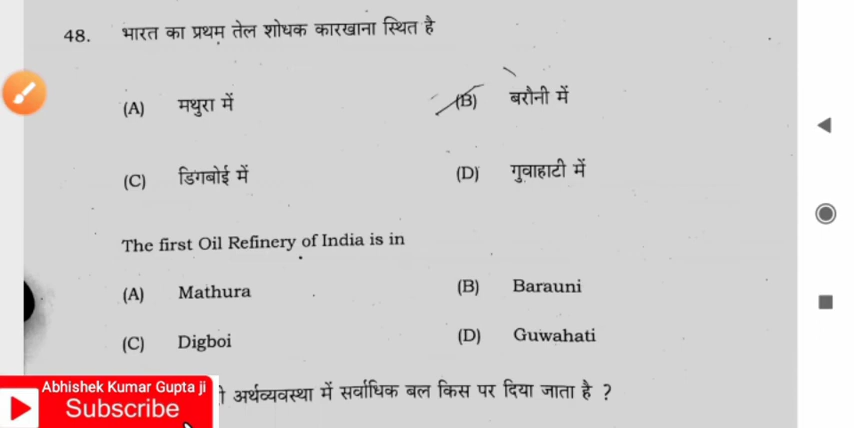 48. भारत का प्रथम तेल शोधक कारखाना स्थित है
(A) मथुरा में (B) बरौनी में
(C) डिगबोई में (D) गुवाहाटी में
The first Oil Refinery of India is in
(A) Mathura (B) Barauni
(C) Digboi (D) Guwahati
अर्थव्यवस्था में सर्वाधिक बल किस पर दिया जाता है ?
Abhishek Kumar Gupta ji
Subscribe